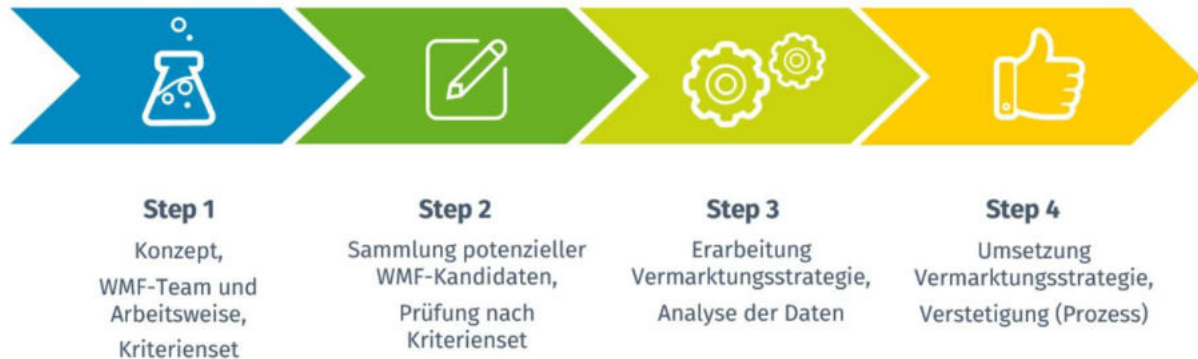 Step 1
Konzept,
WMF-Team und
Arbeitsweise,
Kriterienset
Step 2
Sammlung potenzieller
WMF-Kandidaten,
Prüfung nach
Kriterienset
Step 3
Erarbeitung
Vermarktungsstrategie,
Analyse der Daten
Step 4
Umsetzung
Vermarktungsstrategie,
Verstetigung (Prozess)